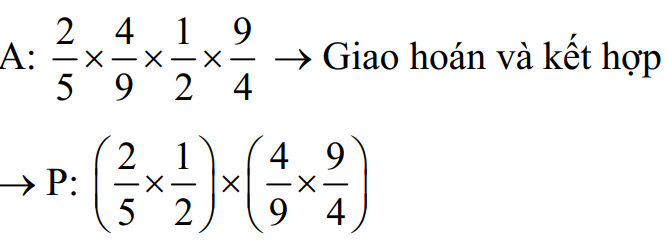 A: 2/5 × 4/9 × 1/2 × 9/4 → Giao hoán và kết hợp
→ P: (2/5 × 1/2) × (4/9 × 9/4)